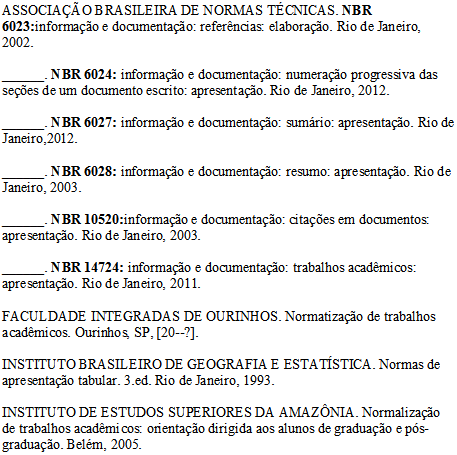 ASSOCIAÇÃO BRASILEIRA DE NORMAS TÉCNICAS. NBR
6023:informação e documentação: referências: elaboração. Rio de Janeiro,
2002.
______. NBR 6024: informação e documentação: numeração progressiva das
seções de um documento escrito: apresentação. Rio de Janeiro, 2012.
______. NBR 6027: informação e documentação: sumário: apresentação. Rio de
Janeiro,2012.
______. NBR 6028: informação e documentação: resumo: apresentação. Rio de
Janeiro, 2003.
______. NBR 10520:informação e documentação: citações em documentos:
apresentação. Rio de Janeiro, 2003.
______. NBR 14724: informação e documentação: trabalhos acadêmicos:
apresentação. Rio de Janeiro, 2011.
FACULDADE INTEGRADAS DE OURINHOS. Normatização de trabalhos
acadêmicos. Ourinhos, SP, [20--?].
INSTITUTO BRASILEIRO DE GEOGRAFIA E ESTATÍSTICA. Normas de
apresentação tabular. 3.ed. Rio de Janeiro, 1993.
INSTITUTO DE ESTUDOS SUPERIORES DA AMAZÔNIA. Normalização
de trabalhos acadêmicos: orientação dirigida aos alunos de graduação e pós-
graduação. Belém, 2005.